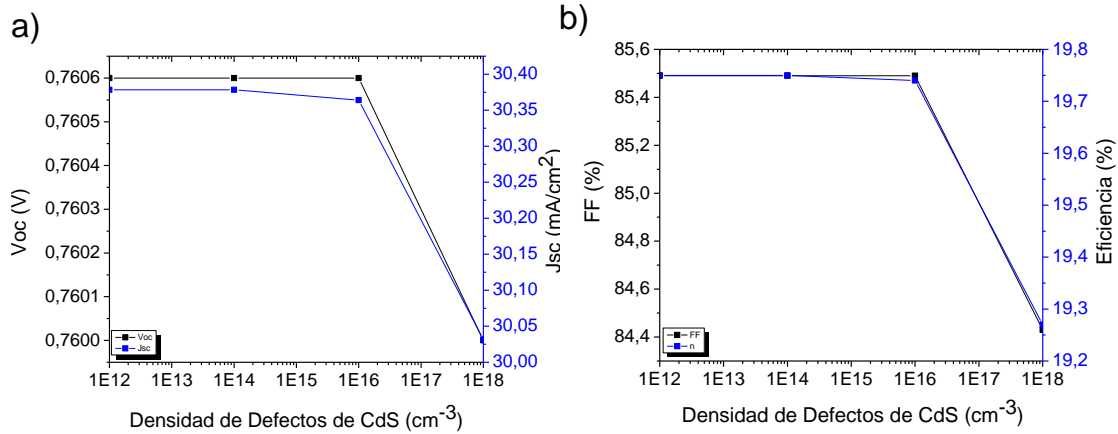 a)
0,7606
0,7605
0,7604
0,7603
0,7602
0,7601
0,7600
Voc (V)
30,40
30,35
30,30
30,25
30,20
30,15
30,10
30,05
30,00
Jsc (mA/cm2)
Voc
Jsc
1E12 1E13 1E14 1E15 1E16 1E17 1E18
Densidad de Defectos de CdS (cm-3)
b)
85,6
85,4
85,2
85,0
84,8
84,6
84,4
FF (%)
19,8
19,7
19,6
19,5
19,4
19,3
19,2
Eficiencia (%)
FF
n
1E12 1E13 1E14 1E15 1E16 1E17 1E18
Densidad de Defectos de CdS (cm-3)